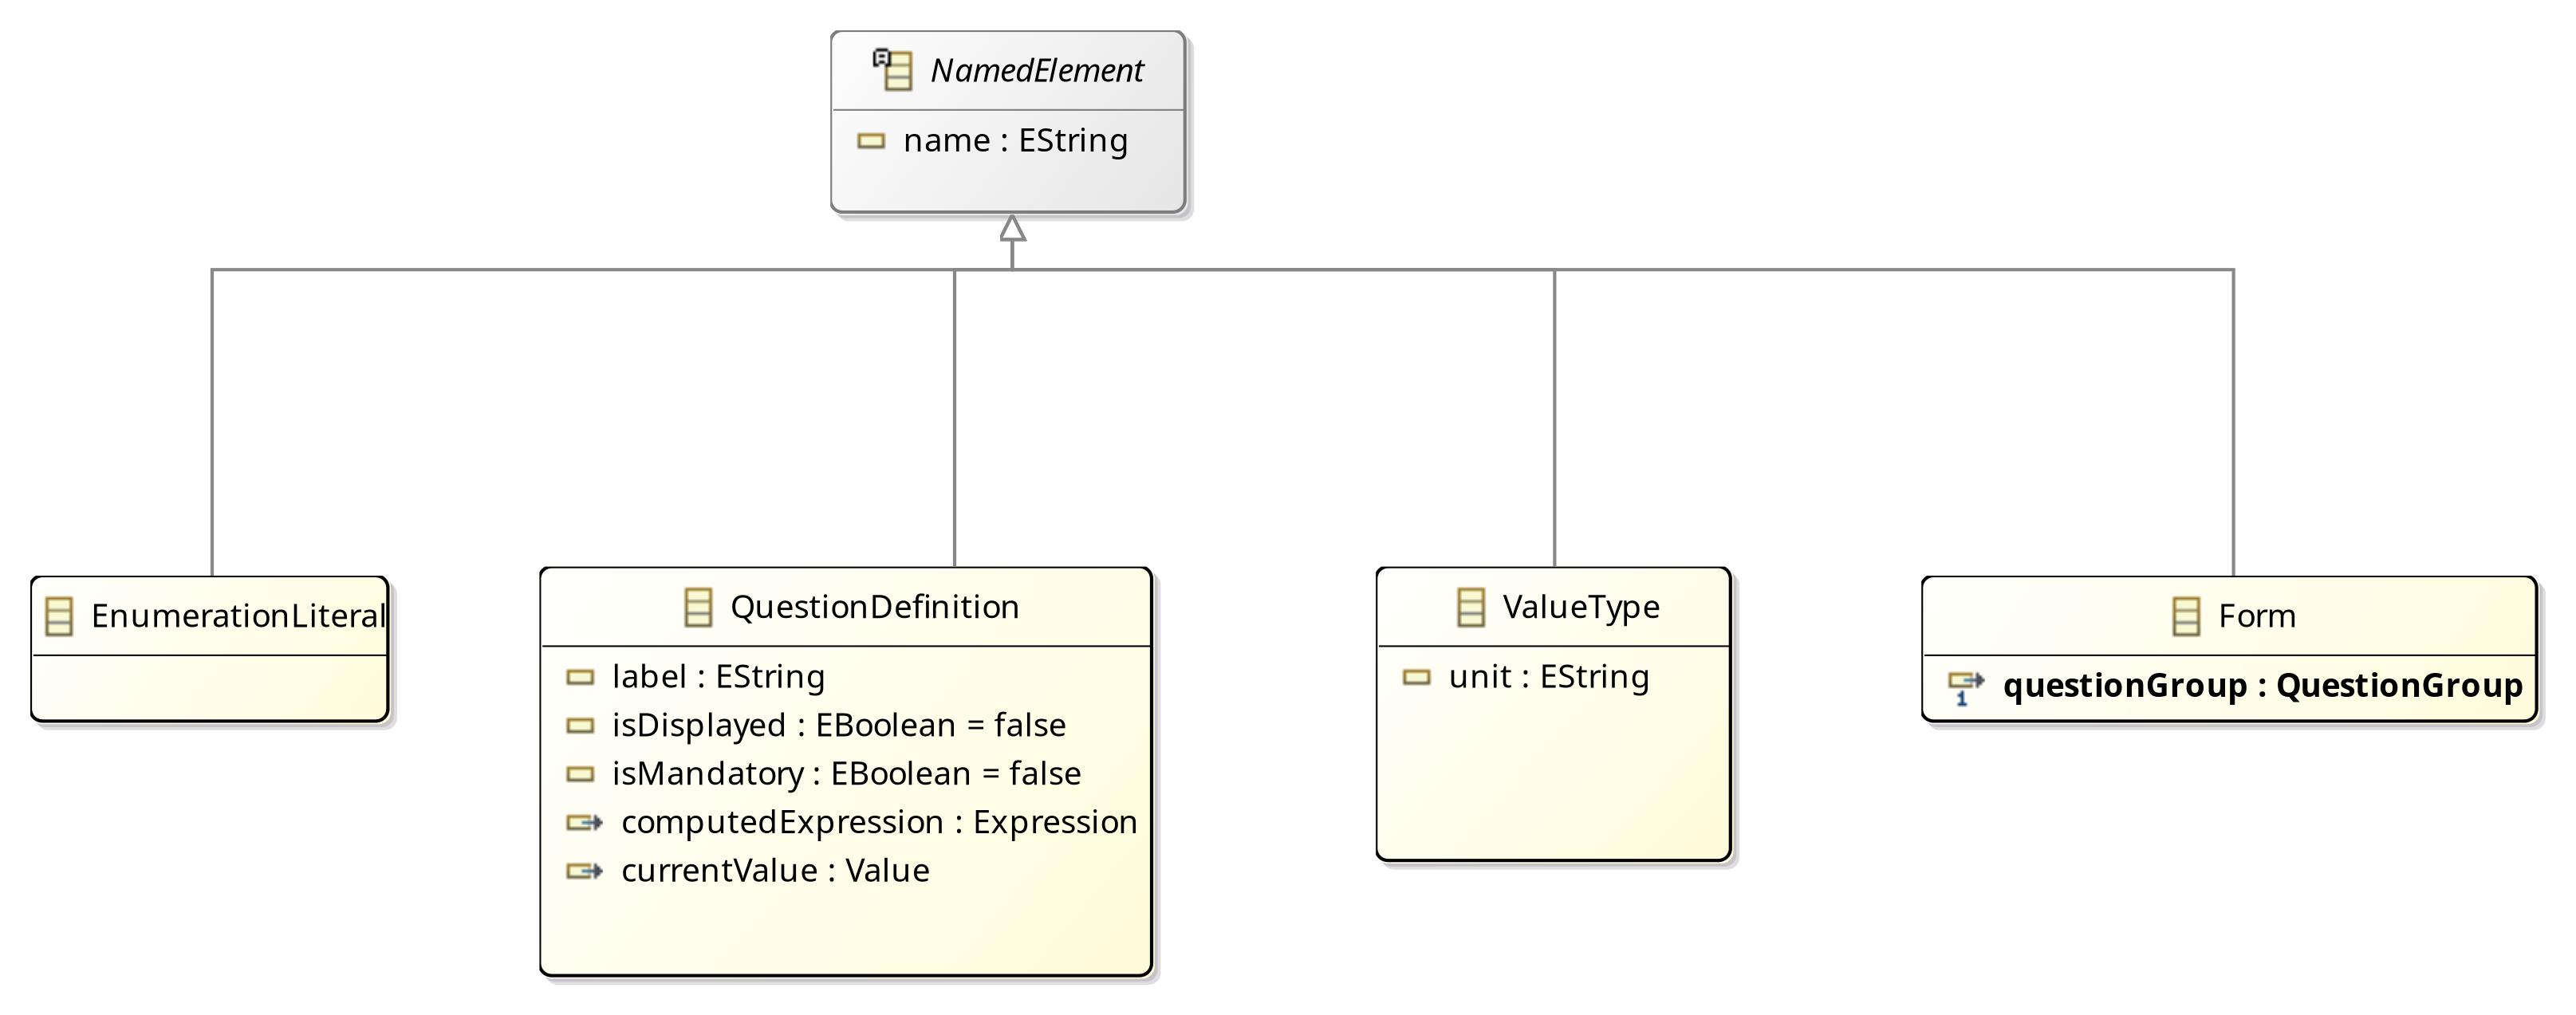 NamedElement
name : EString
EnumerationLiteral
QuestionDefinition
label : EString
isDisplayed : EBoolean = false
isMandatory : EBoolean = false
computedExpression : Expression
currentValue : Value
ValueType
unit : EString
Form
1 questionGroup : QuestionGroup